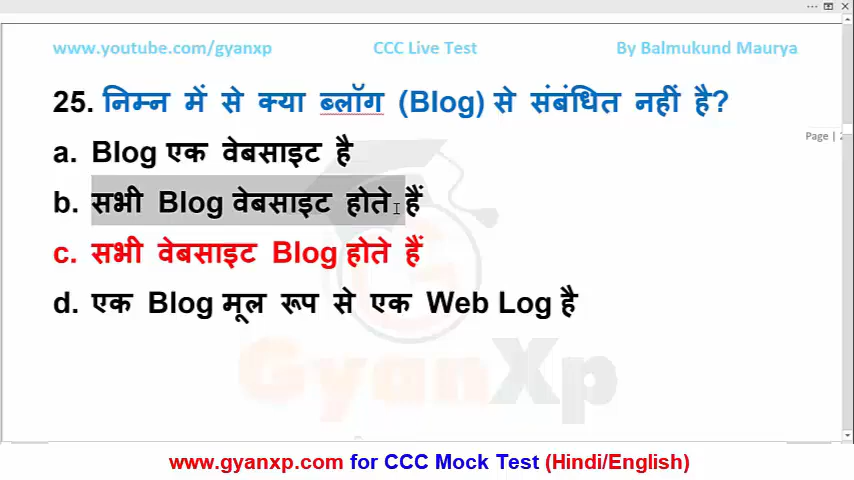 www.youtube.com/gyanxp CCC Live Test By Balmukund Maurya
25. निम्न में से क्या ब्लॉग (Blog) से संबंधित नहीं है?
Page | 2
a. Blog एक वेबसाइट है
b. सभी Blog वेबसाइट होते हैं
c. सभी वेबसाइट Blog होते हैं
d. एक Blog मूल रूप से एक Web Log है
GyanXp
www.gyanxp.com for CCC Mock Test (Hindi/English)